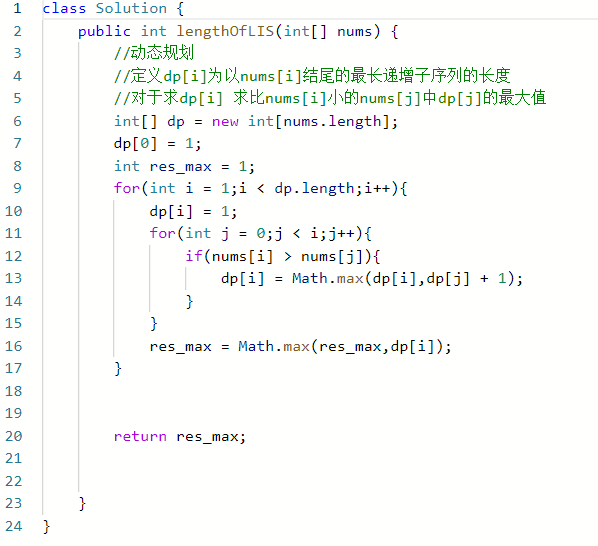 1 class Solution {
2     public int lengthOfLIS(int[] nums) {
3         //动态规划
4         //定义dp[i]为以nums[i]结尾的最长递增子序列的长度
5         //对于求dp[i] 求比nums[i]小的nums[j]中dp[j]的最大值
6         int[] dp = new int[nums.length];
7         dp[0] = 1;
8         int res_max = 1;
9         for(int i = 1;i < dp.length;i++){
10             dp[i] = 1;
11             for(int j = 0;j < i;j++){
12                 if(nums[i] > nums[j]){
13                     dp[i] = Math.max(dp[i],dp[j] + 1);
14                 }
15             }
16             res_max = Math.max(res_max,dp[i]);
17         }
18
19
20         return res_max;
21
22
23     }
24 }